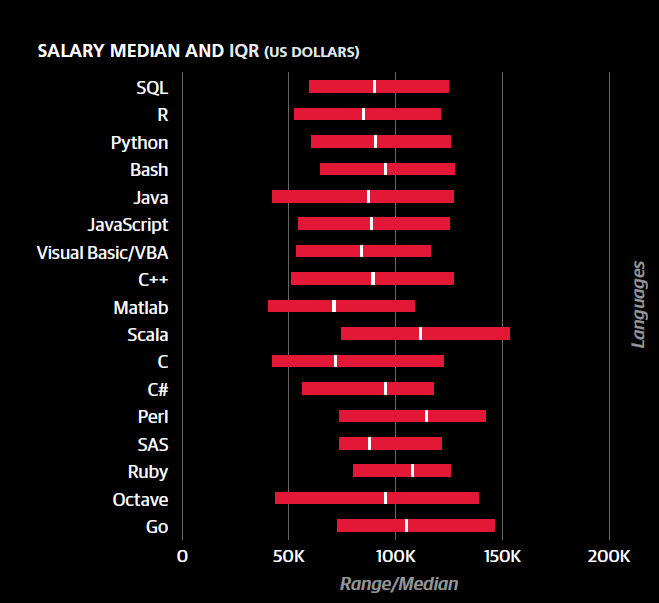 SALARY MEDIAN AND IQR (US DOLLARS)
SQL
R
Python
Bash
Java
JavaScript
Visual Basic/VBA
C++
Matlab
Scala
C
C#
Perl
SAS
Ruby
Octave
Go
0 50K 100K 150K 200K
Range/Median
Languages